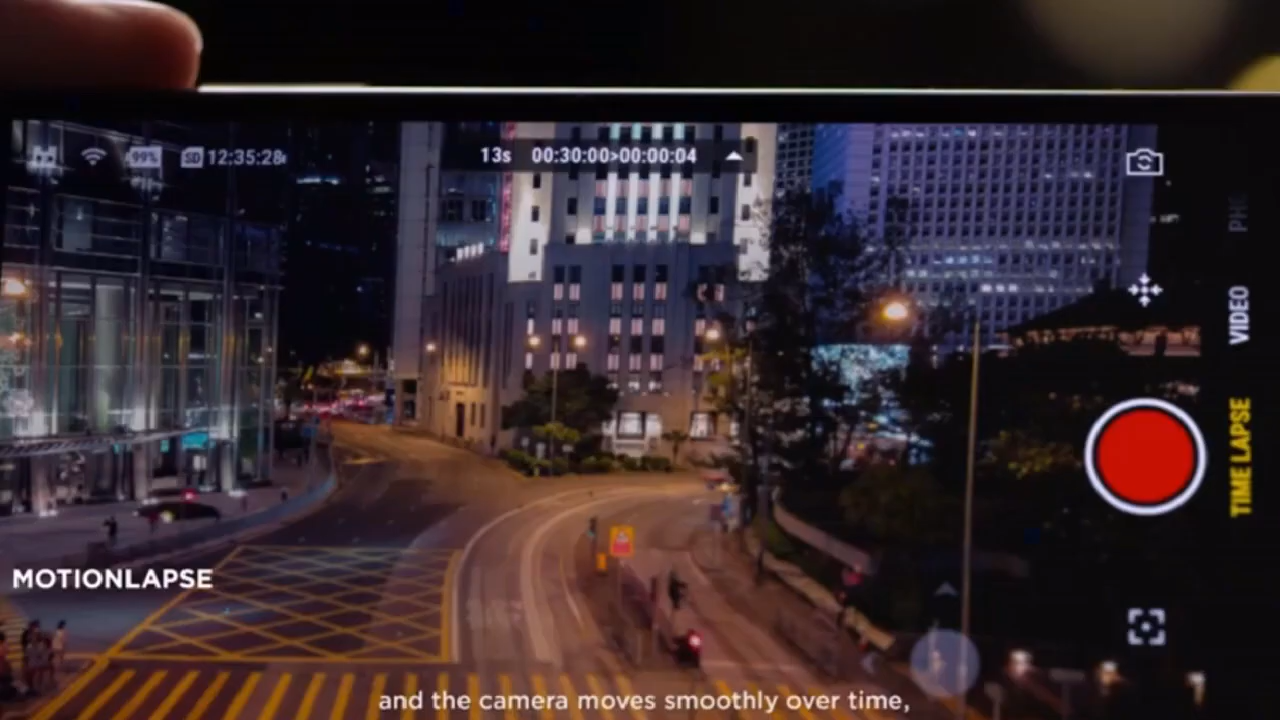 99%
SD 12:35:28
13s 00:30:00>00:00:04
VIDEO
TIME LAPSE
MOTIONLAPSE
and the camera moves smoothly over time,